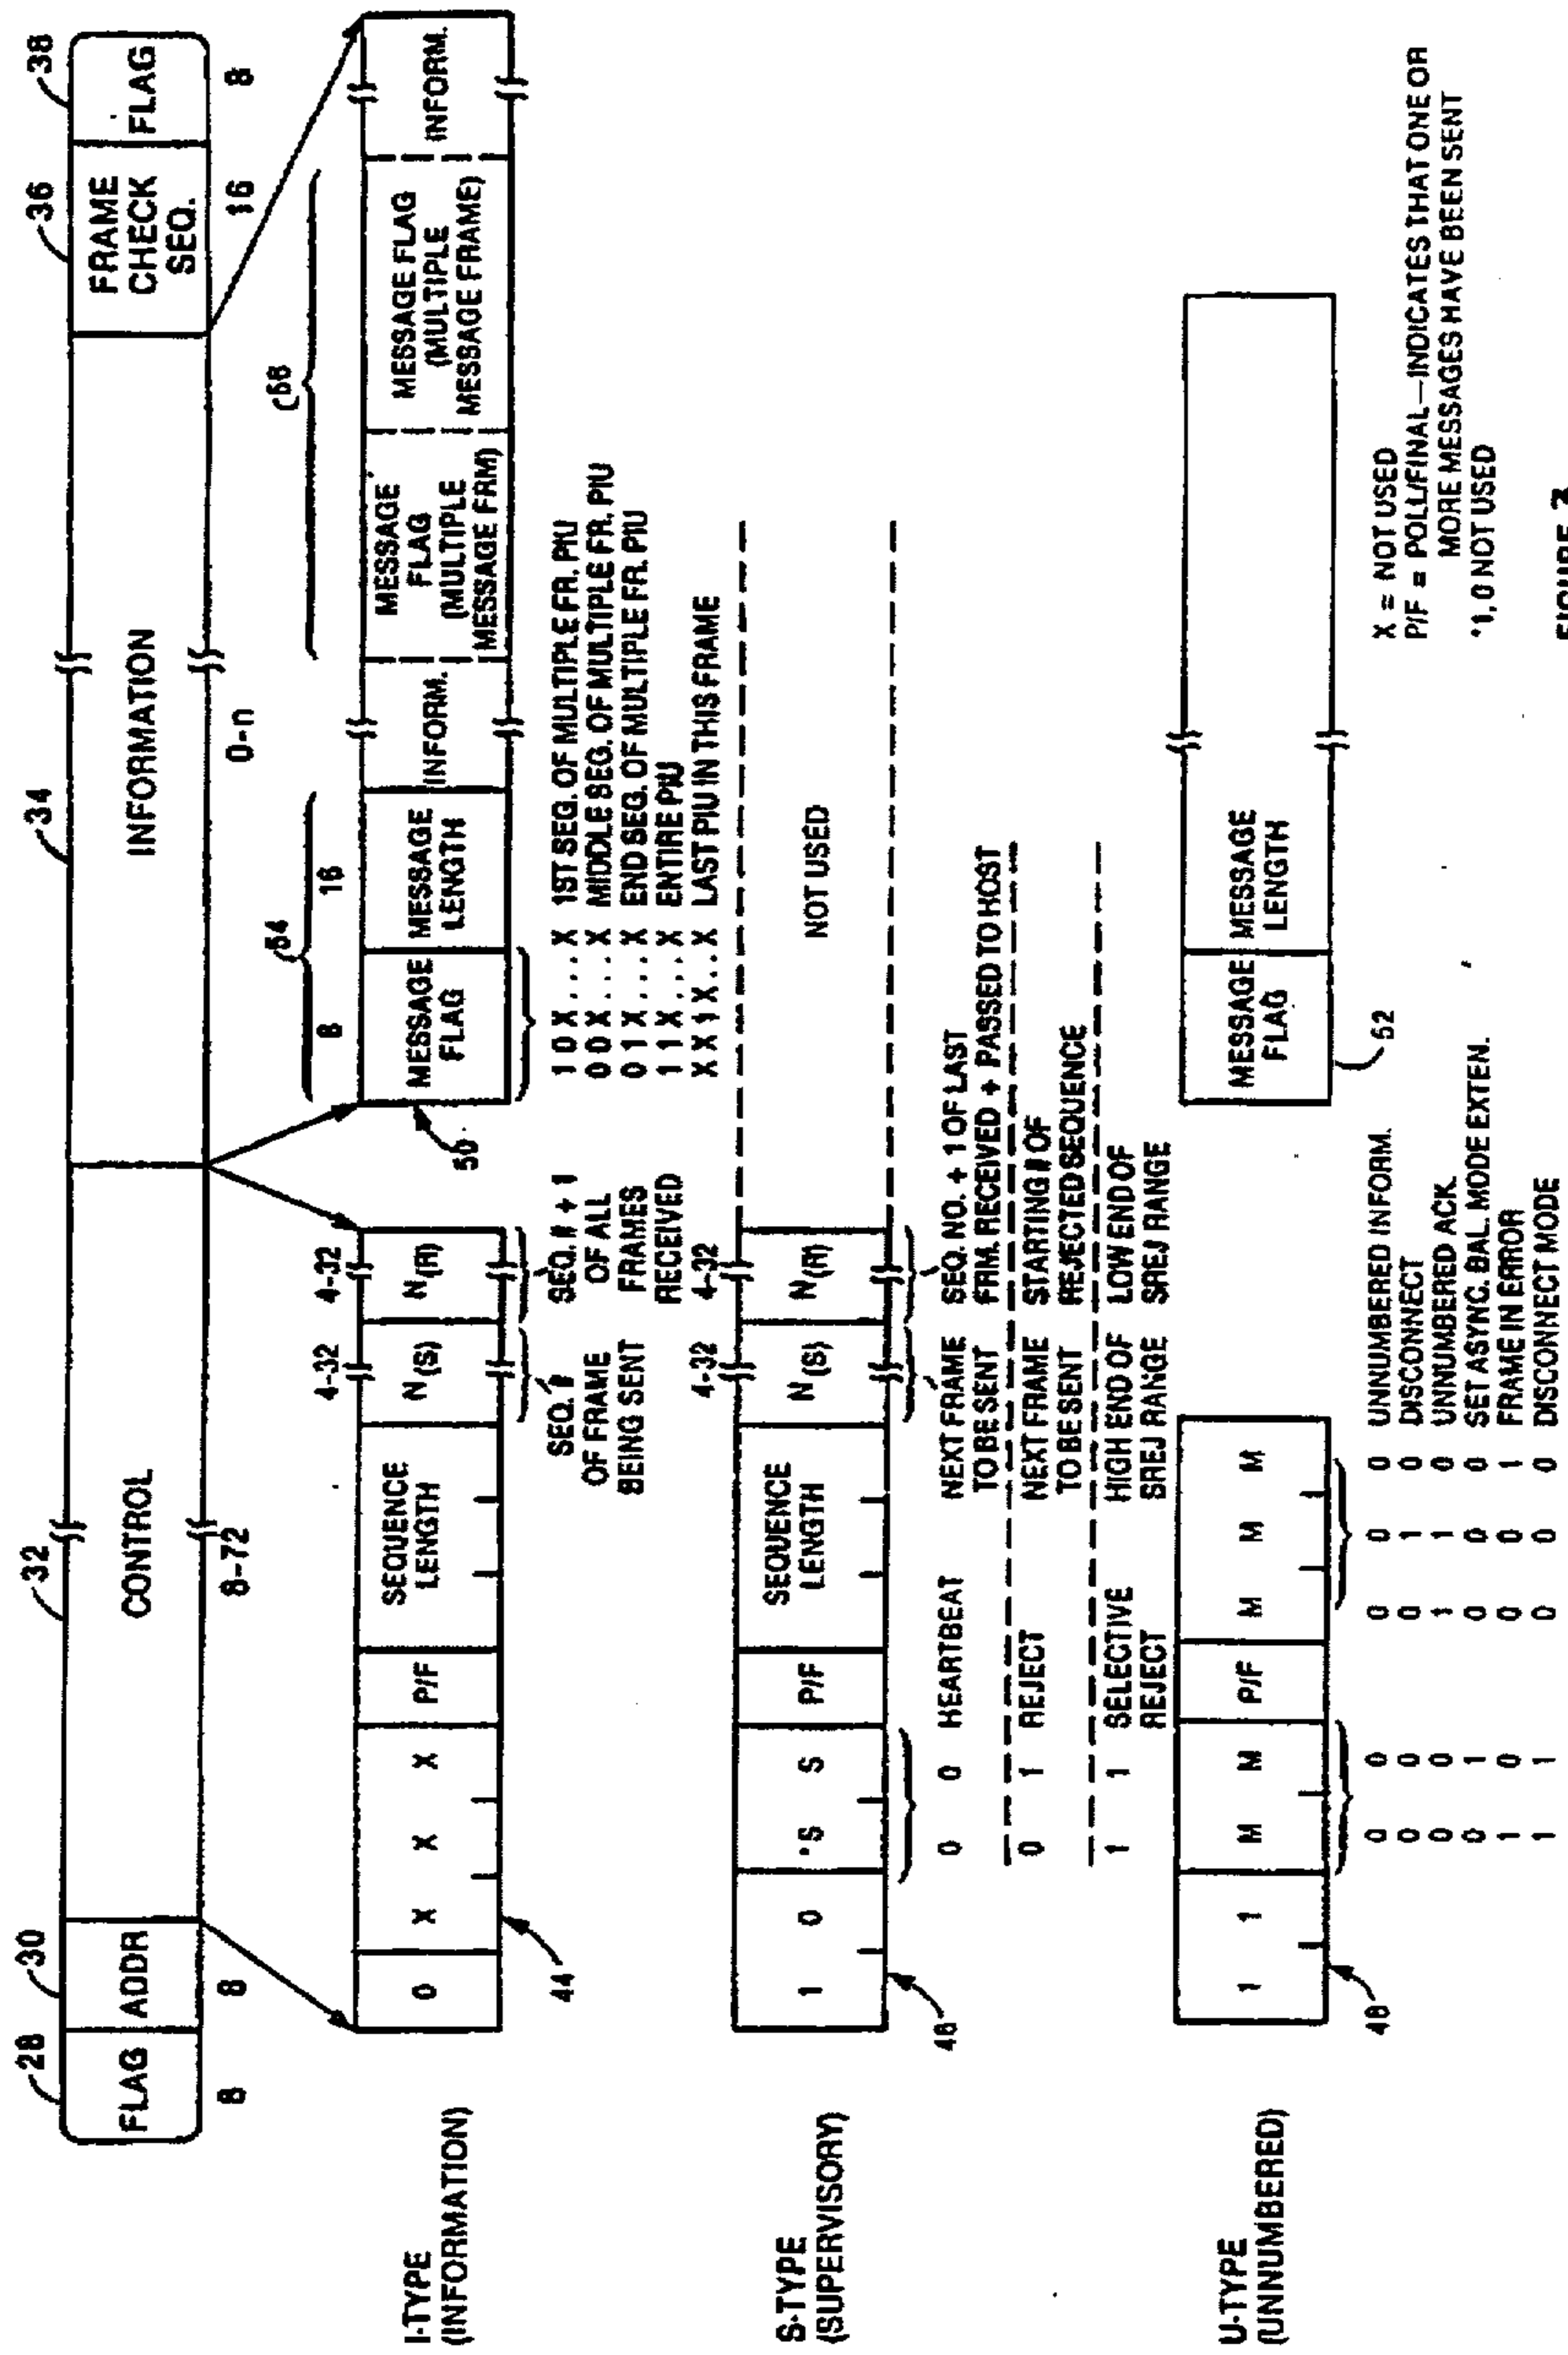 28 30 32 34 36 38
FLAG ADDR CONTROL INFORMATION FRAME CHECK SEQ. FLAG
8 8 8-72 0-n 16 8
I-TYPE
(INFORMATION)
54 56
8 16
4-32 4-32
0 X X X P/F SEQUENCE LENGTH N(S) N(R)
MESSAGE FLAG MESSAGE LENGTH INFORM. MESSAGE FLAG (MULTIPLE MESSAGE FRM) MESSAGE FLAG (MULTIPLE MESSAGE FRAME) INFORM.
44
50
SEQ. #
OF FRAME
BEING SENT
SEQ. # + 1
OF ALL
FRAMES
RECEIVED
1 0 X . . . X 1ST SEG. OF MULTIPLE FR. PIU
0 0 X . . . X MIDDLE SEG. OF MULTIPLE FR. PIU
0 1 X . . . X END SEG. OF MULTIPLE FR. PIU
1 1 X . . . X ENTIRE PIU
X X 1 X . . X LAST PIU IN THIS FRAME
S-TYPE
(SUPERVISORY)
4-32 4-32
1 0 *S S P/F SEQUENCE LENGTH N(S) N(R) NOT USED
46
0 0 HEARTBEAT NEXT FRAME SEQ. NO. + 1 OF LAST
TO BE SENT FRM. RECEIVED + PASSED TO HOST
0 1 REJECT NEXT FRAME STARTING # OF
TO BE SENT REJECTED SEQUENCE
1 1 SELECTIVE HIGH END OF LOW END OF
REJECT SREJ RANGE SREJ RANGE
U-TYPE
(UNNUMBERED)
1 1 M M P/F M M M MESSAGE FLAG MESSAGE LENGTH
48
52
0 0 0 0 0 UNNUMBERED INFORM.
0 0 0 1 0 DISCONNECT
0 0 1 1 0 UNNUMBERED ACK.
0 1 0 0 0 SET ASYNC. BAL. MODE EXTEN.
1 0 0 0 1 FRAME IN ERROR
1 1 0 0 0 DISCONNECT MODE
X = NOT USED
P/F = POLL/FINAL—INDICATES THAT ONE OR
MORE MESSAGES HAVE BEEN SENT
*1, 0 NOT USED